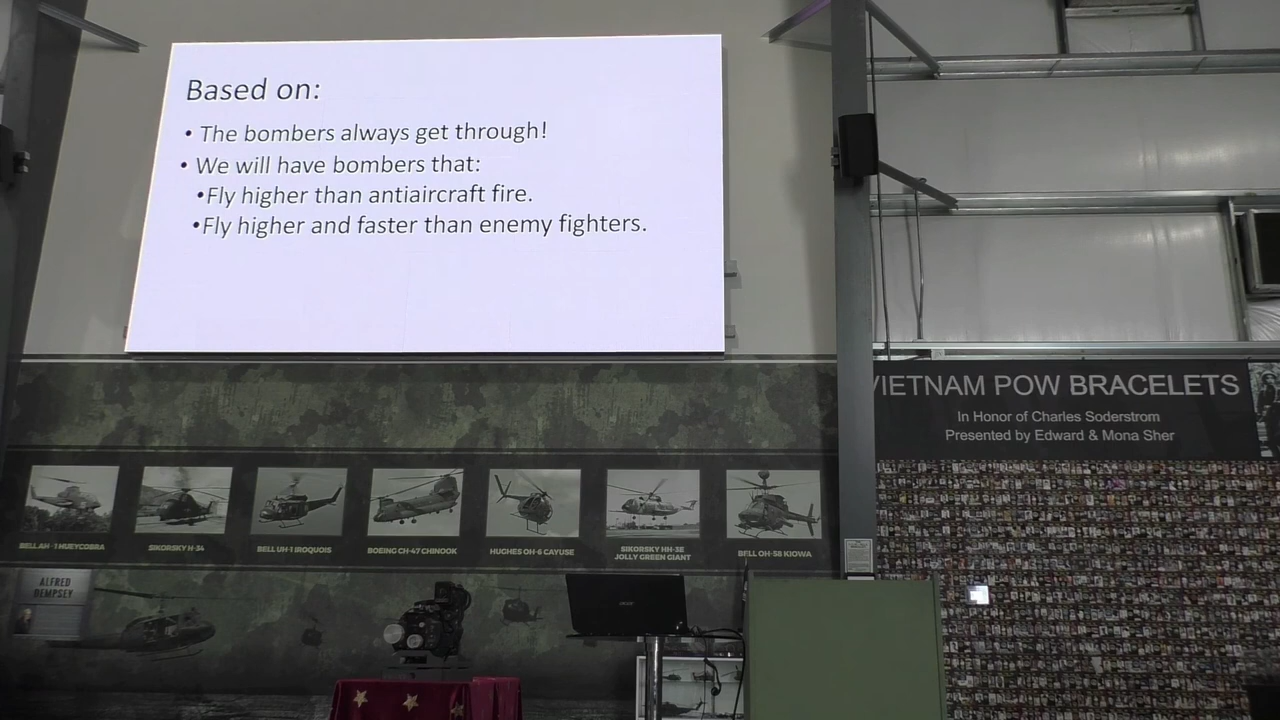 Based on:
• The bombers always get through!
• We will have bombers that:
•Fly higher than antiaircraft fire.
•Fly higher and faster than enemy fighters.
VIETNAM POW BRACELETS
In Honor of Charles Soderstrom
Presented by Edward & Mona Sher
BELL AH-1 HUEYCOBRA
SIKORSKY H-34
BELL UH-1 IROQUOIS
BOEING CH-47 CHINOOK
HUGHES OH-6 CAYUSE
SIKORSKY HH-3E
JOLLY GREEN GIANT
BELL OH-58 KIOWA
ALFRED
DEMPSEY
acer